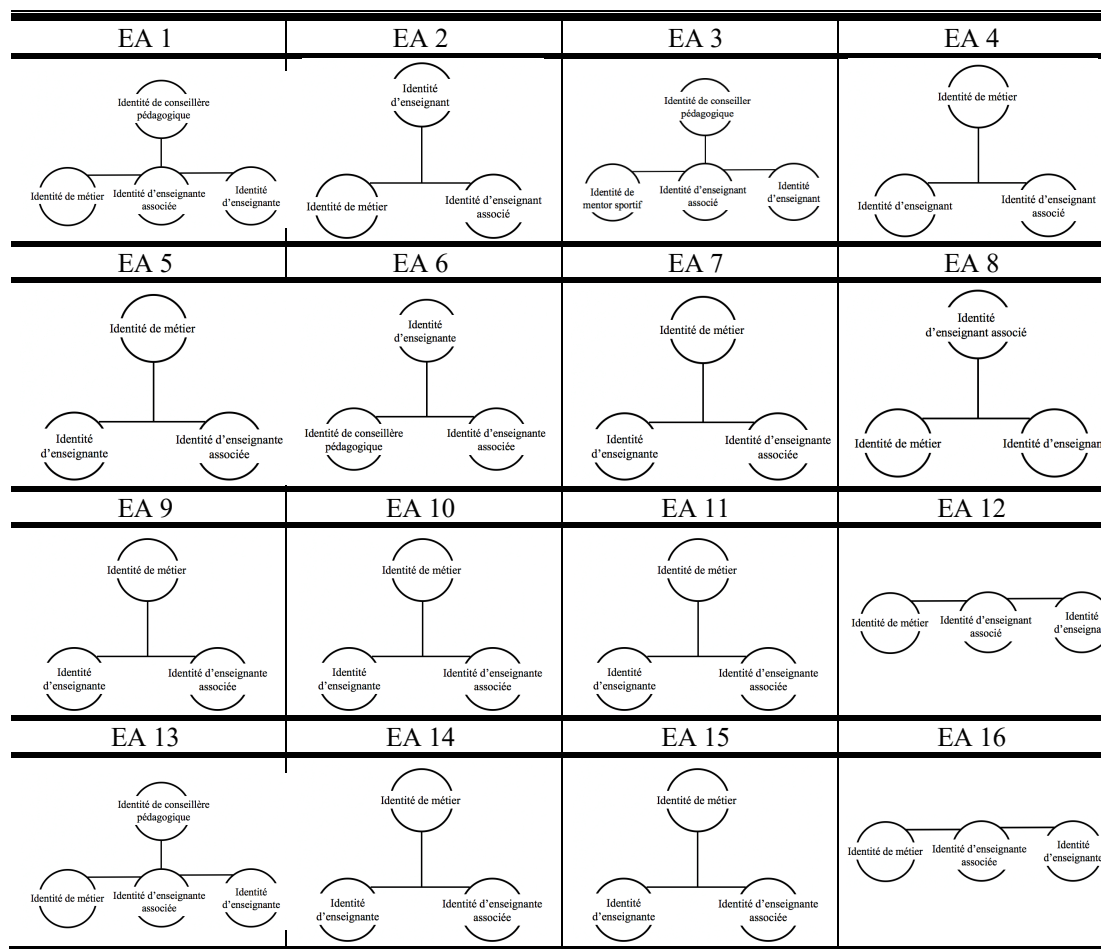 EA 1
EA 2
EA 3
EA 4
Identité de conseillère
pédagogique
Identité de métier
Identité d'enseignante
associée
Identité
d'enseignante
Identité
d'enseignant
Identité de métier
Identité d'enseignant
associé
Identité de conseiller
pédagogique
Identité de
mentor sportif
Identité d'enseignant
associé
Identité
d'enseignant
Identité de métier
Identité d'enseignant
Identité d'enseignant
associé
EA 5
EA 6
EA 7
EA 8
Identité de métier
Identité
d'enseignante
Identité d'enseignante
associée
Identité
d'enseignante
Identité de conseillère
pédagogique
Identité d'enseignante
associée
Identité de métier
Identité
d'enseignante
Identité d'enseignante
associée
Identité
d'enseignant associé
Identité de métier
Identité d'enseignant
EA 9
EA 10
EA 11
EA 12
Identité de métier
Identité
d'enseignante
Identité d'enseignante
associée
Identité de métier
Identité
d'enseignante
Identité d'enseignante
associée
Identité de métier
Identité
d'enseignante
Identité d'enseignante
associée
Identité de métier
Identité d'enseignant
associé
Identité
EA 13
EA 14
EA 15
EA 16
Identité de conseillère
pédagogique
Identité de métier
Identité d'enseignante
associée
Identité
d'enseignante
Identité de métier
Identité
d'enseignante
Identité d'enseignante
associée
Identité de métier
Identité
d'enseignante
Identité d'enseignante
associée
Identité de métier
Identité d'enseignante
associée
Identité
d'enseignante